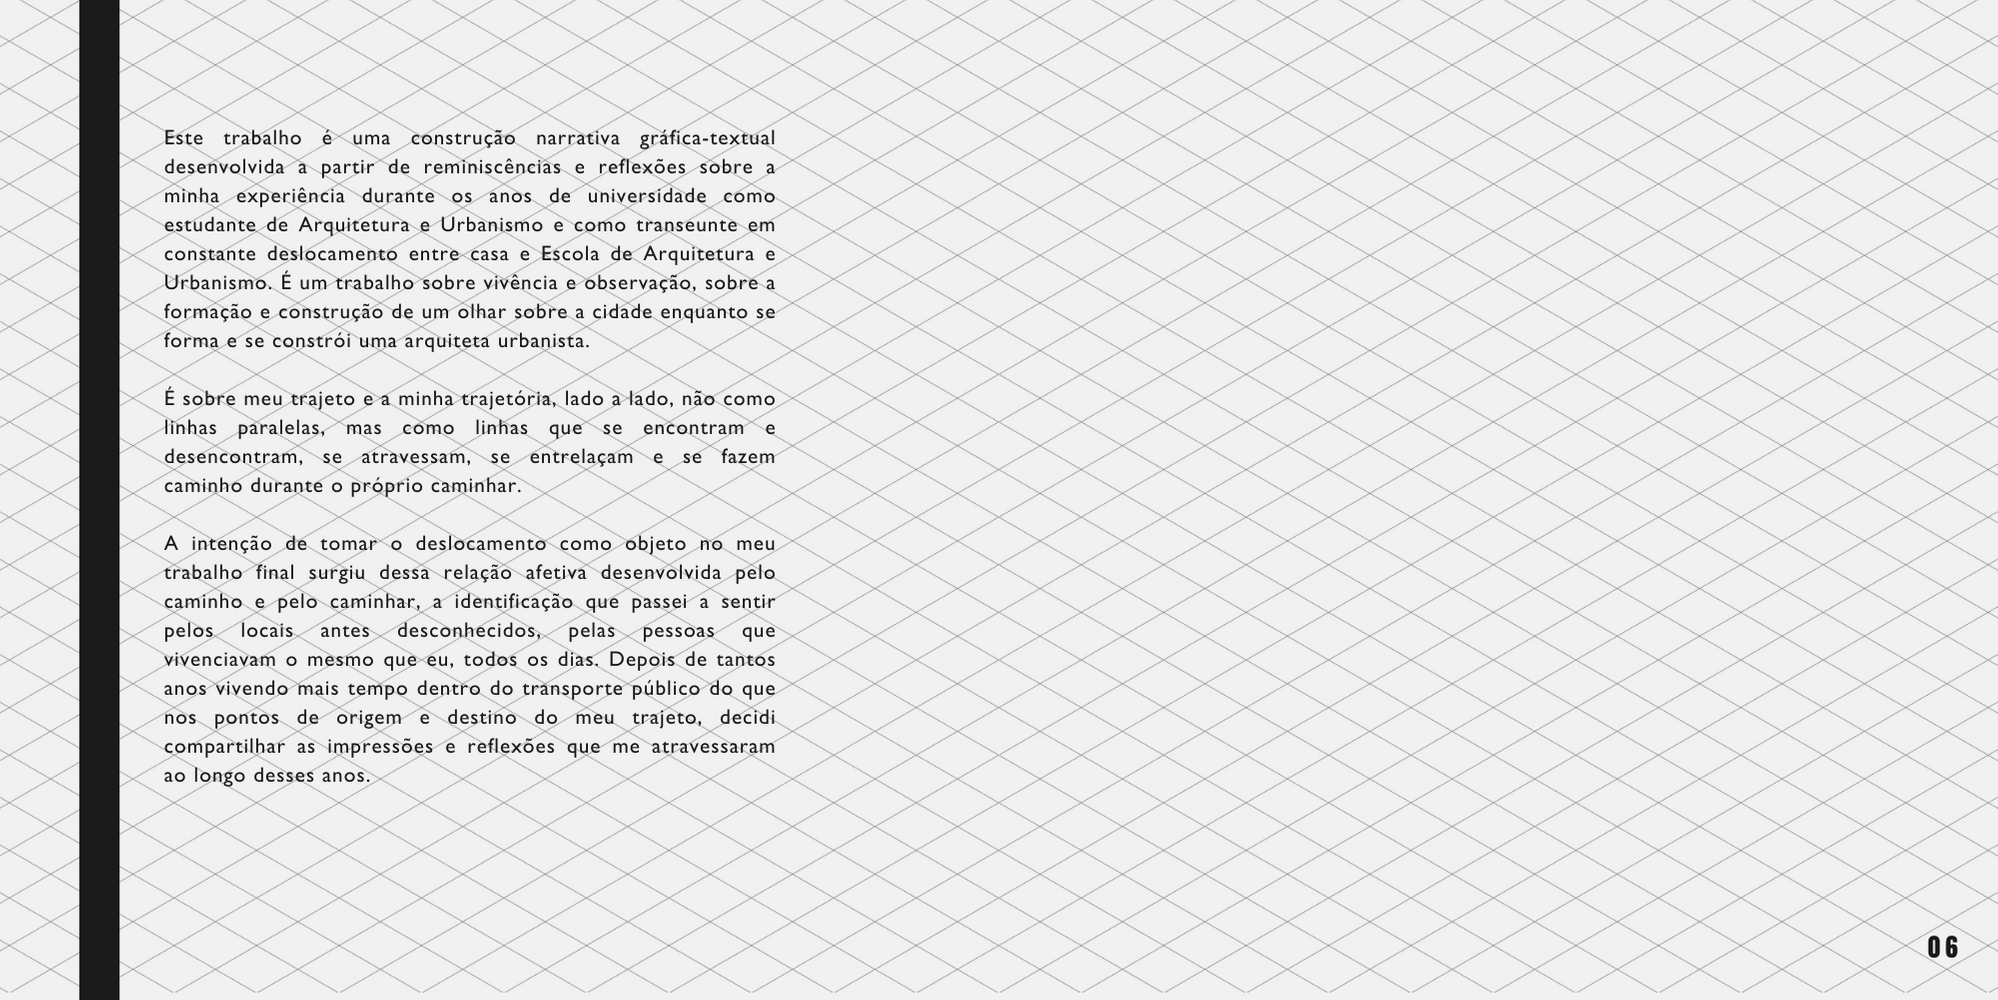 Este trabalho é uma construção narrativa gráfica-textual
desenvolvida a partir de reminiscências e reflexões sobre a
minha experiência durante os anos de universidade como
estudante de Arquitetura e Urbanismo e como transeunte em
constante deslocamento entre casa e Escola de Arquitetura e
Urbanismo. É um trabalho sobre vivência e observação, sobre a
formação e construção de um olhar sobre a cidade enquanto se
forma e se constrói uma arquiteta urbanista.
É sobre meu trajeto e a minha trajetória, lado a lado, não como
linhas paralelas, mas como linhas que se encontram e
desencontram, se atravessam, se entrelaçam e se fazem
caminho durante o próprio caminhar.
A intenção de tomar o deslocamento como objeto no meu
trabalho final surgiu dessa relação afetiva desenvolvida pelo
caminho e pelo caminhar, a identificação que passei a sentir
pelos locais antes desconhecidos, pelas pessoas que
vivenciavam o mesmo que eu, todos os dias. Depois de tantos
anos vivendo mais tempo dentro do transporte público do que
nos pontos de origem e destino do meu trajeto, decidi
compartilhar as impressões e reflexões que me atravessaram
ao longo desses anos.
06